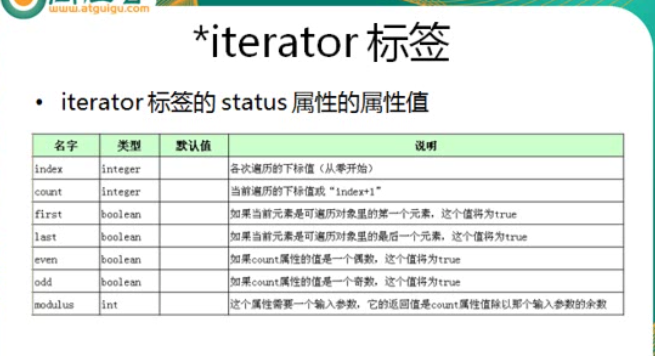 www.atguigu.com
*iterator 标签
• iterator 标签的 status 属性的属性值
名字 类型 默认值 说明
index integer 各次遍历的下标值（从零开始）
count integer 当前遍历的下标值或“index+1”
first boolean 如果当前元素是可遍历对象里的第一个元素，这个值将为true
last boolean 如果当前元素是可遍历对象里的最后一个元素，这个值将为true
even boolean 如果count属性的值是一个偶数，这个值将为true
odd boolean 如果count属性的值是一个奇数，这个值将为true
modulus int 这个属性需要一个输入参数，它的返回值是count属性值除以那个输入参数的余数